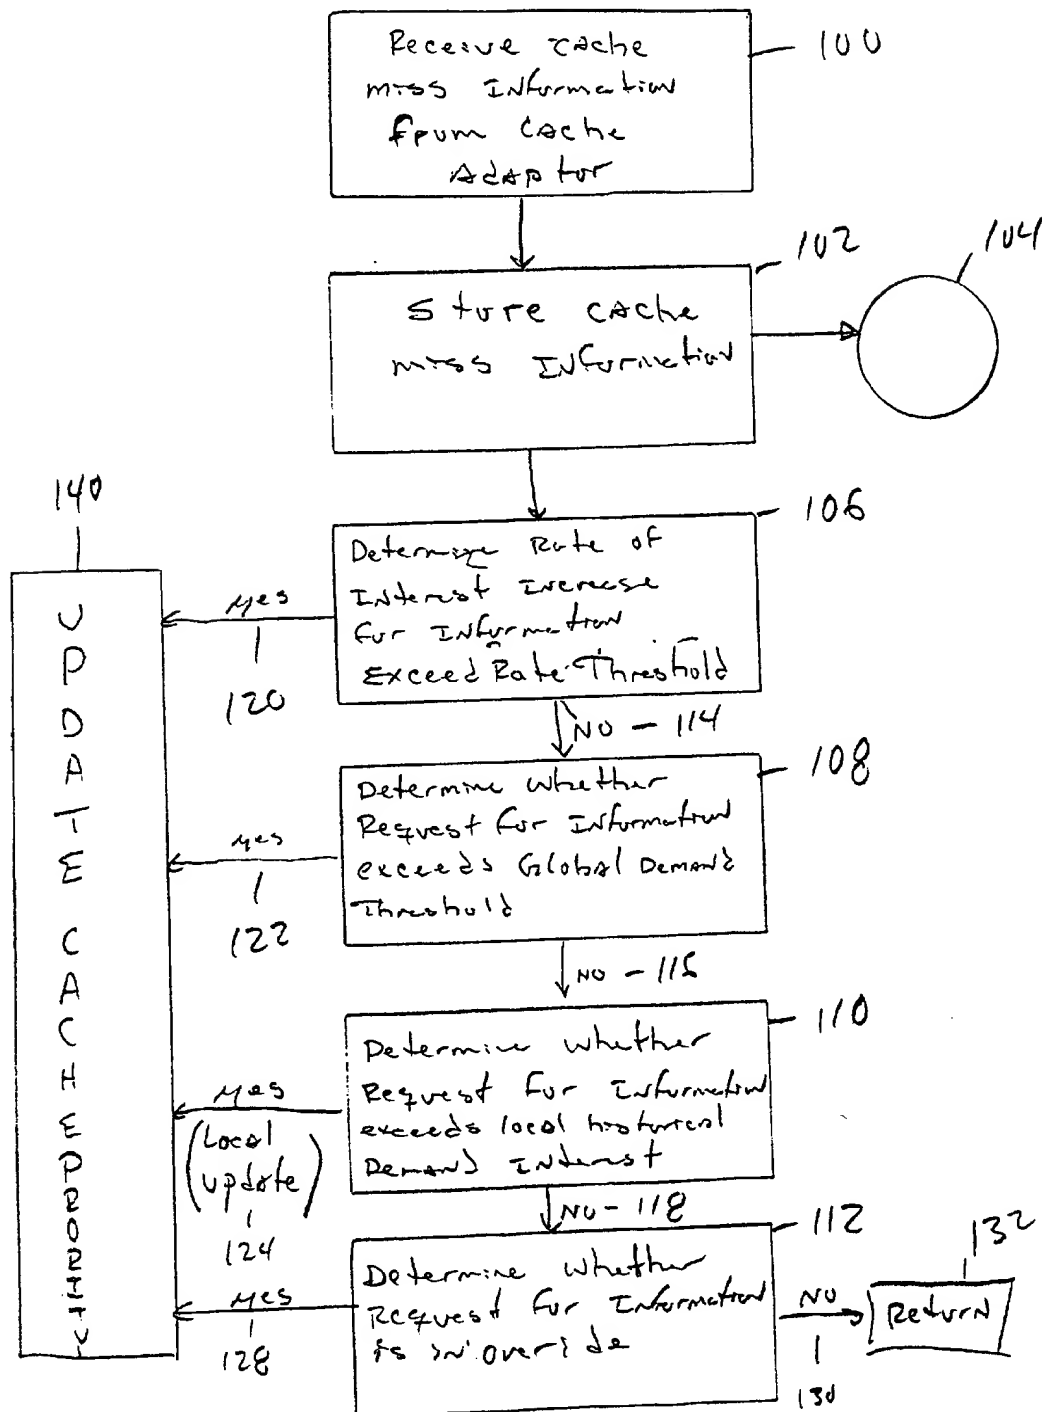 Receive cache
miss Information
from Cache
Adaptor
100
Store cache
miss Information
102
104
140
UPDATE CACHE PRORITY
Determine Rate of
Interest Increase
for Information
Exceed Rate Threshold
106
yes
120
NO - 114
Determine Whether
Request for Information
exceeds Global Demand
Threshold
108
yes
122
NO - 116
Determine whether
Request for Information
exceeds local historical
Demand Interest
110
yes
(Local
update)
124
NO - 118
Determine whether
Request for Information
is in override
112
yes
128
NO
130
Return
132